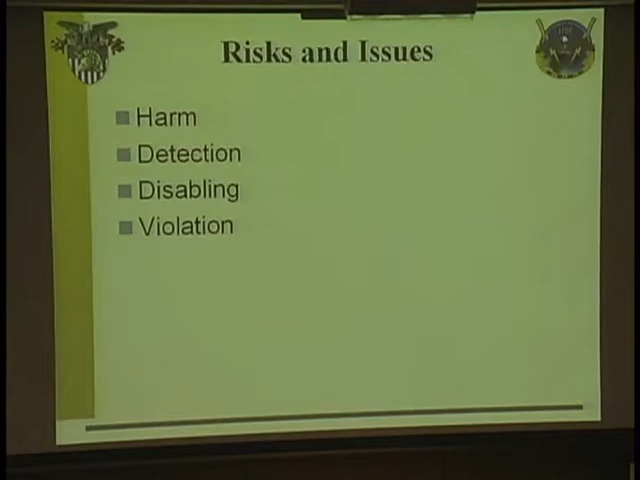 Risks and Issues
Harm
Detection
Disabling
Violation